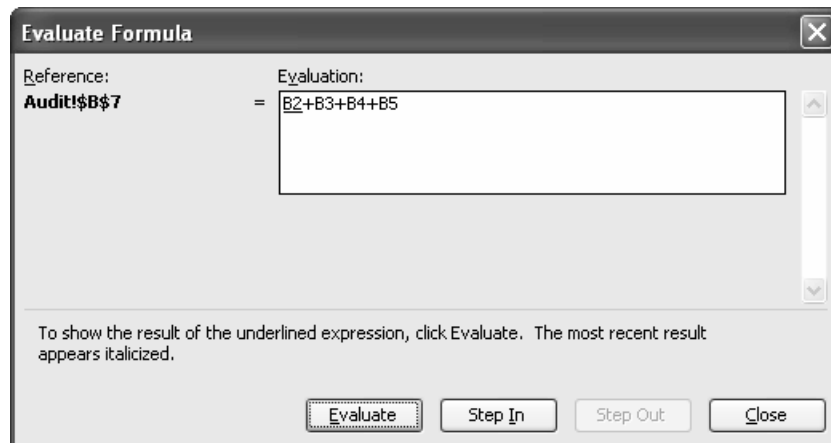 Evaluate Formula
Reference:
Evaluation:
Audit!$B$7
=
B2+B3+B4+B5
To show the result of the underlined expression, click Evaluate. The most recent result
appears italicized.
Evaluate
Step In
Step Out
Close